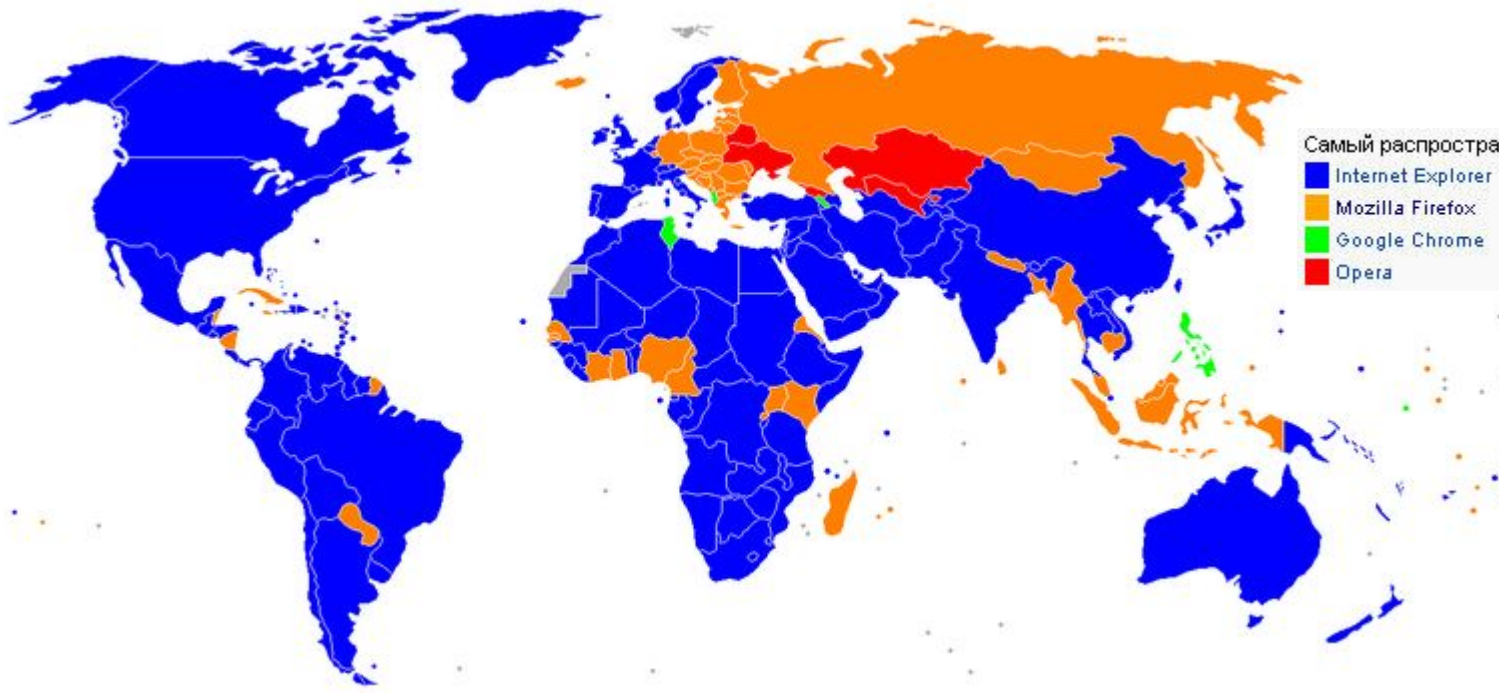 Самый распростра
Internet Explorer
Mozilla Firefox
Google Chrome
Opera